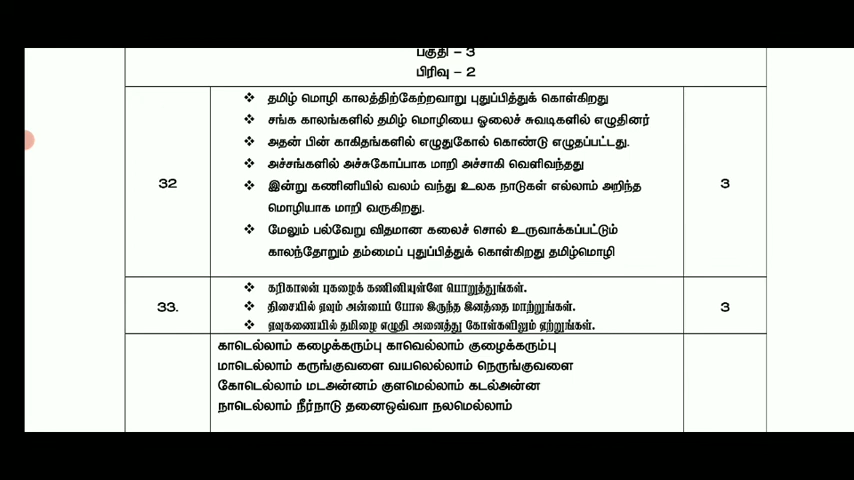 பகுதி – 3
பிரிவு – 2
❖ தமிழ் மொழி காலத்திற்கேற்றவாறு புதுப்பித்துக் கொள்கிறது
❖ சங்க காலங்களில் தமிழ் மொழியை ஓலைச் சுவடிகளில் எழுதினர்
❖ அதன் பின் காகிதங்களில் எழுதுகோல் கொண்டு எழுதப்பட்டது.
❖ அச்சங்களில் அச்சுகோப்பாக மாறி அச்சாகி வெளிவந்தது
32
❖ இன்று கணினியில் வலம் வந்து உலக நாடுகள் எல்லாம் அறிந்த
மொழியாக மாறி வருகிறது.
3
❖ மேலும் பல்வேறு விதமான கலைச் சொல் உருவாக்கப்பட்டும்
காலந்தோறும் தம்மைப் புதுப்பித்துக் கொள்கிறது தமிழ்மொழி
❖ கரிகாலன் புகழைக் கணினியுள்ளே பொறுத்துங்கள்.
33.
❖ திசையில் ஏவும் அன்பைப் போல இருந்த இனத்தை மாற்றுங்கள்.
3
❖ ஏவுகணையில் தமிழை எழுதி அனைத்து கோள்களிலும் ஏற்றுங்கள்.
காடெல்லாம் கழைக்கரும்பு காவெல்லாம் குழைக்கரும்பு
மாடெல்லாம் கருங்குவளை வயலெல்லாம் நெருங்குவளை
கோடெல்லாம் மடஅன்னம் குளமெல்லாம் கடல்அன்ன
நாடெல்லாம் நீர்நாடு தனைஒவ்வா நலமெல்லாம்